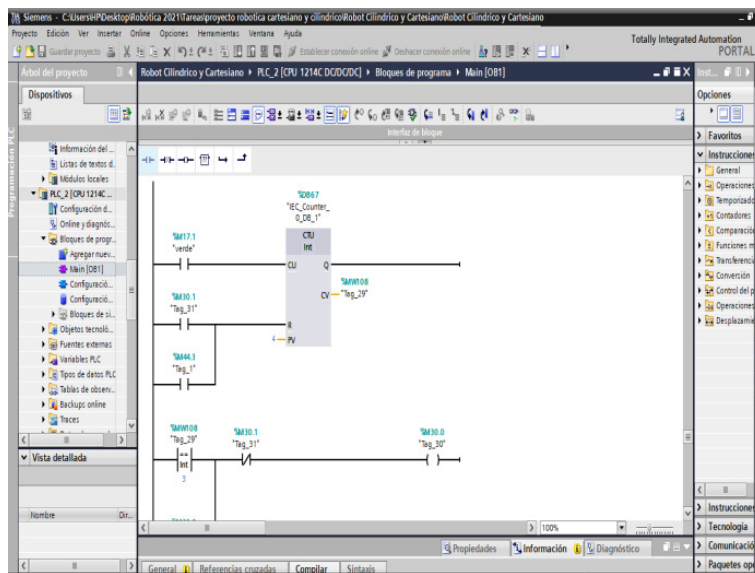 Siemens - C:\Users\HP\Desktop\Robótica 2021\Tareas\proyecto robotica cartesiano y cilindrico\Robot Cilíndrico y Cartesiano\Robot Cilíndrico y Cartesiano
Proyecto Edición Ver Insertar Online Opciones Herramientas Ventana Ayuda
Totally Integrated Automation
PORTAL
Guardar proyecto
Establecer conexión online
Deshacer conexión online
Árbol del proyecto
Robot Cilíndrico y Cartesiano PLC_2 [CPU 1214C DC/DC/DC] Bloques de programa Main [OB1]
Inst...
Dispositivos
Opciones
Programación PLC
Interfaz de bloque
Información del ...
Listas de textos d.
Módulos locales
PLC_2 [CPU 1214C ...
Configuración d...
Online y diagnós...
Bloques de progr...
Agregar nuev...
Main [OB1]
Configuració...
Configuració...
Bloques de si...
Objetos tecnoló...
Fuentes externas
Variables PLC
Tipos de datos PLC
Tablas de observ...
Backups online
Traces
Vista detallada
Nombre Dir...
%DB67
"IEC_Counter_
0_DB_1"
CTU
Int
%M17.1
"verde"
CU Q
%MW108
CV "Tag_29"
%M30.1
"Tag_31"
R
4 PV
%M44.3
"Tag_1"
%MW108
"Tag_29"
==
Int
3
%M30.1
"Tag_31"
%M30.0
"Tag_30"
100%
Favoritos
Instrucciones
General
Operaciones
Temporizado
Contadores
Comparación
Funciones m
Transferenci
Conversión
Control del p
Operaciones
Desplazamie
Instrucciones
Tecnología
Comunicació
Paquetes op
Propiedades Información Diagnóstico
General Referencias cruzadas Compilar Sintaxis